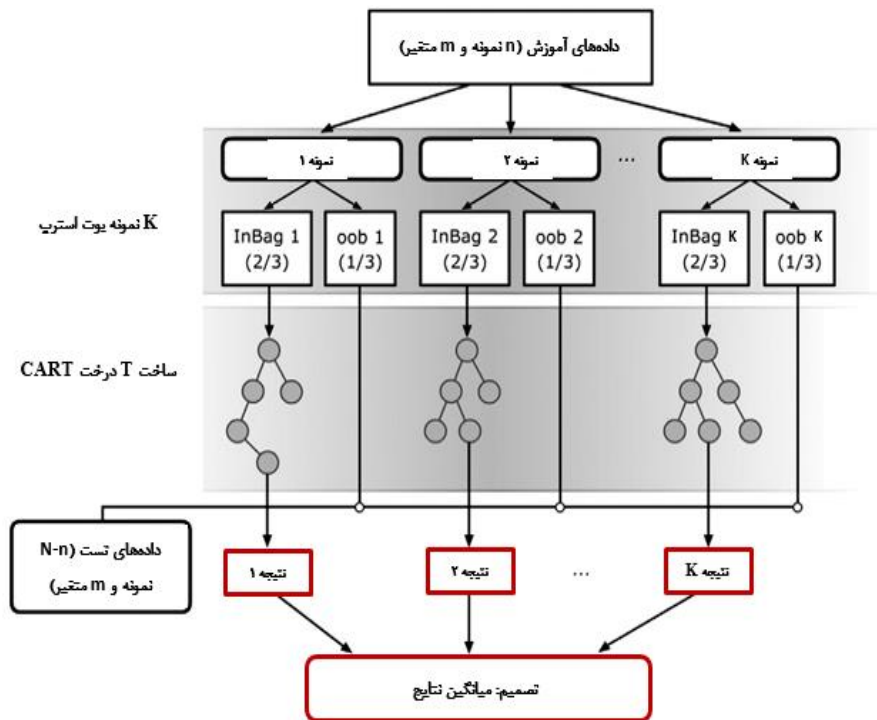 داده‌های آموزش (n نمونه و m متغیر)
نمونه ۱
نمونه ۲
...
نمونه K
K نمونه بوت استرپ
InBag 1
(2/3)
oob 1
(1/3)
InBag 2
(2/3)
oob 2
(1/3)
InBag K
(2/3)
oob K
(1/3)
ساخت T درخت CART
داده‌های تست (N-n
نمونه و m متغیر)
نتیجه ۱
نتیجه ۲
...
نتیجه K
تصمیم: میانگین نتایج